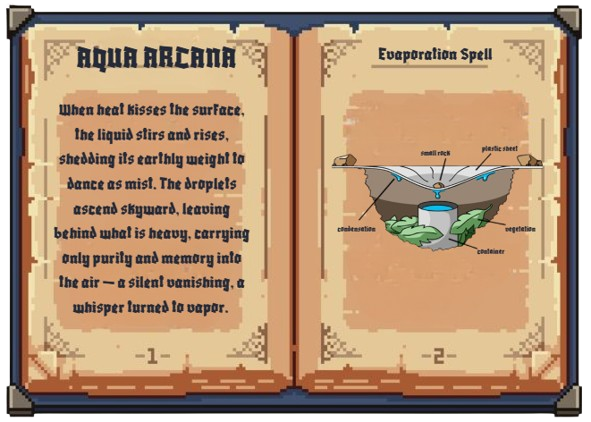 AQUA ARCANA
When heat kisses the surface,
the liquid stirs and rises,
shedding its earthly weight to
dance as mist. The droplets
ascend skyward, leaving
behind what is heavy, carrying
only purity and memory into
the air — a silent vanishing, a
whisper turned to vapor.
-1-
Evaporation Spell
small rock
plastic sheet
condensation
vegetation
container
-2-